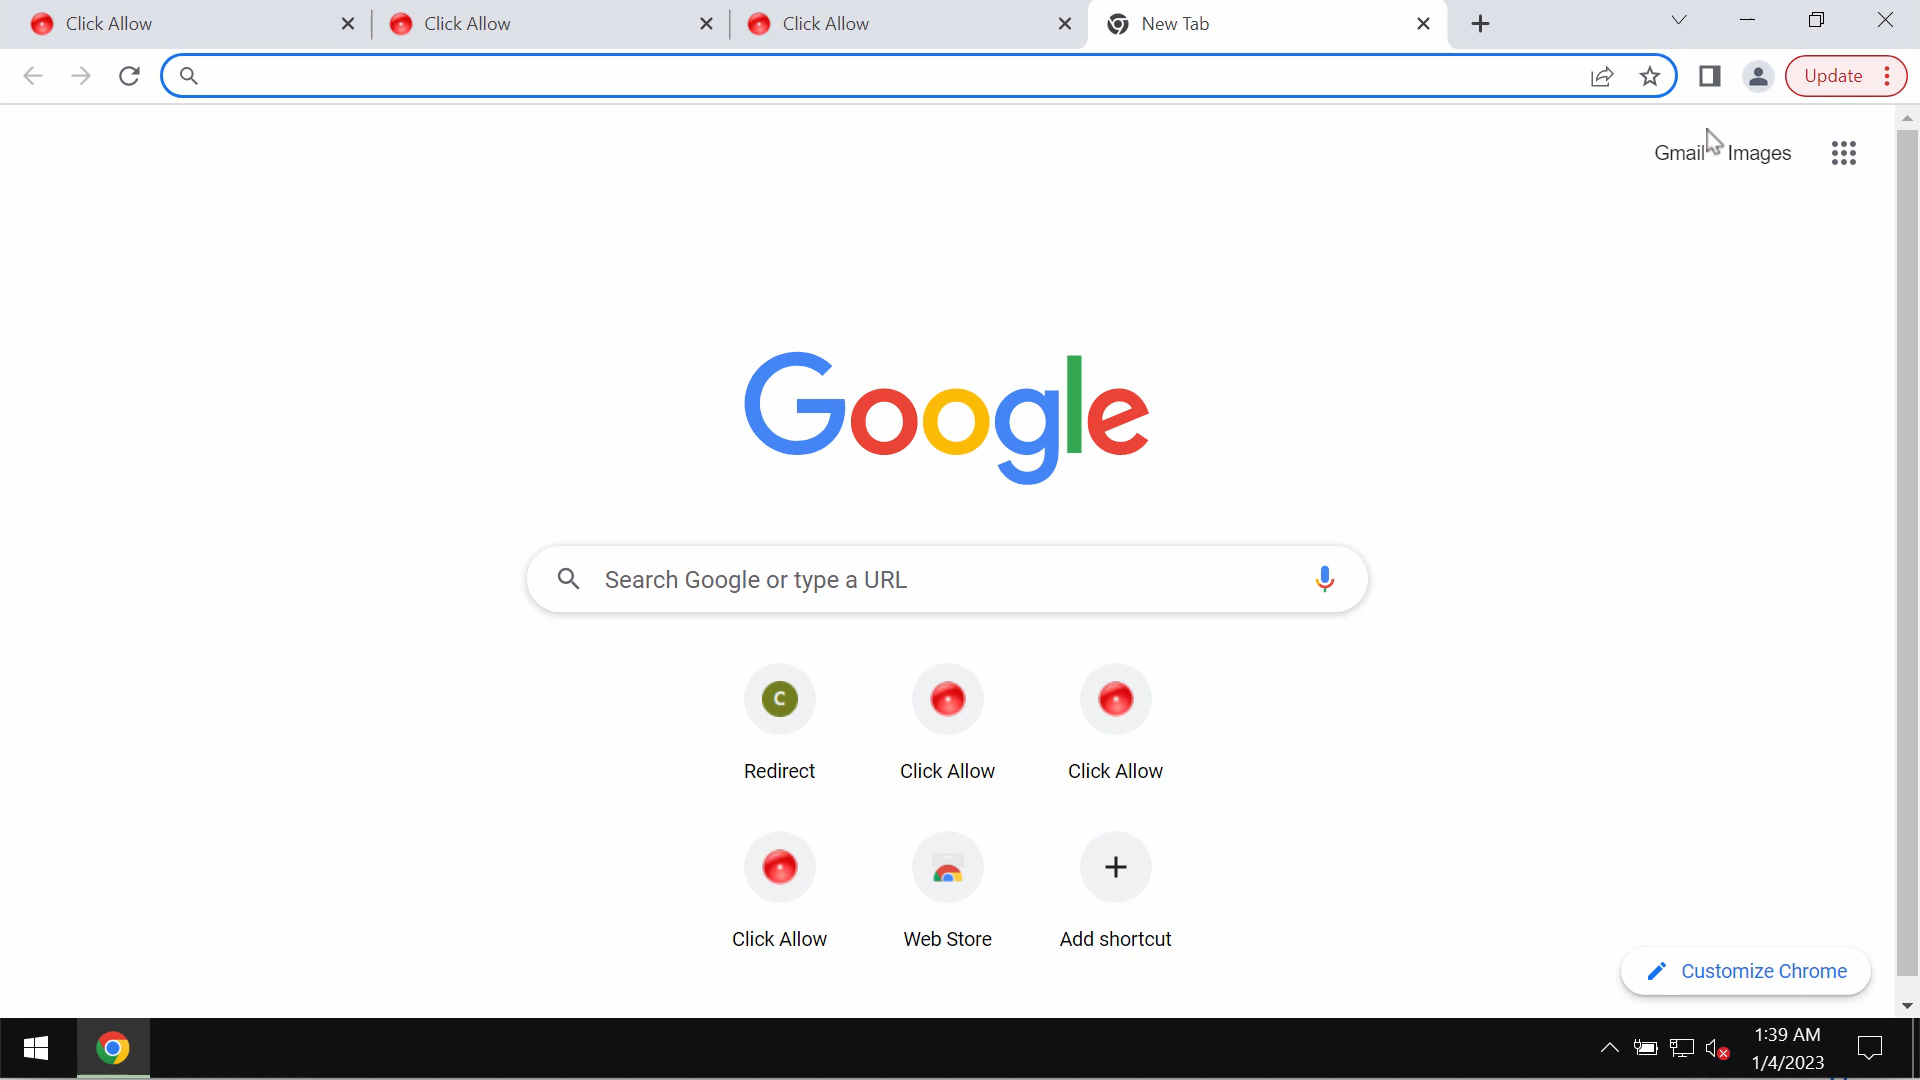 Click Allow
Click Allow
Click Allow
New Tab
Update
Gmail
Images
Google
Search Google or type a URL
C
Redirect
Click Allow
Click Allow
Click Allow
Web Store
Add shortcut
Customize Chrome
1:39 AM
1/4/2023